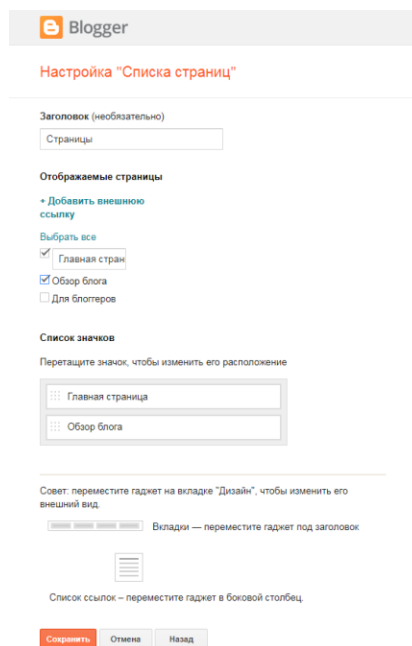 Blogger
Настройка "Списка страниц"
Заголовок (необязательно)
Страницы
Отображаемые страницы
+ Добавить внешнюю
ссылку
Выбрать все
Главная стран
Обзор блога
Для блоггеров
Список значков
Перетащите значок, чтобы изменить его расположение
Главная страница
Обзор блога
Совет: переместите гаджет на вкладке "Дизайн", чтобы изменить его
внешний вид.
Вкладки — переместите гаджет под заголовок
Список ссылок – переместите гаджет в боковой столбец.
Сохранить Отмена Назад